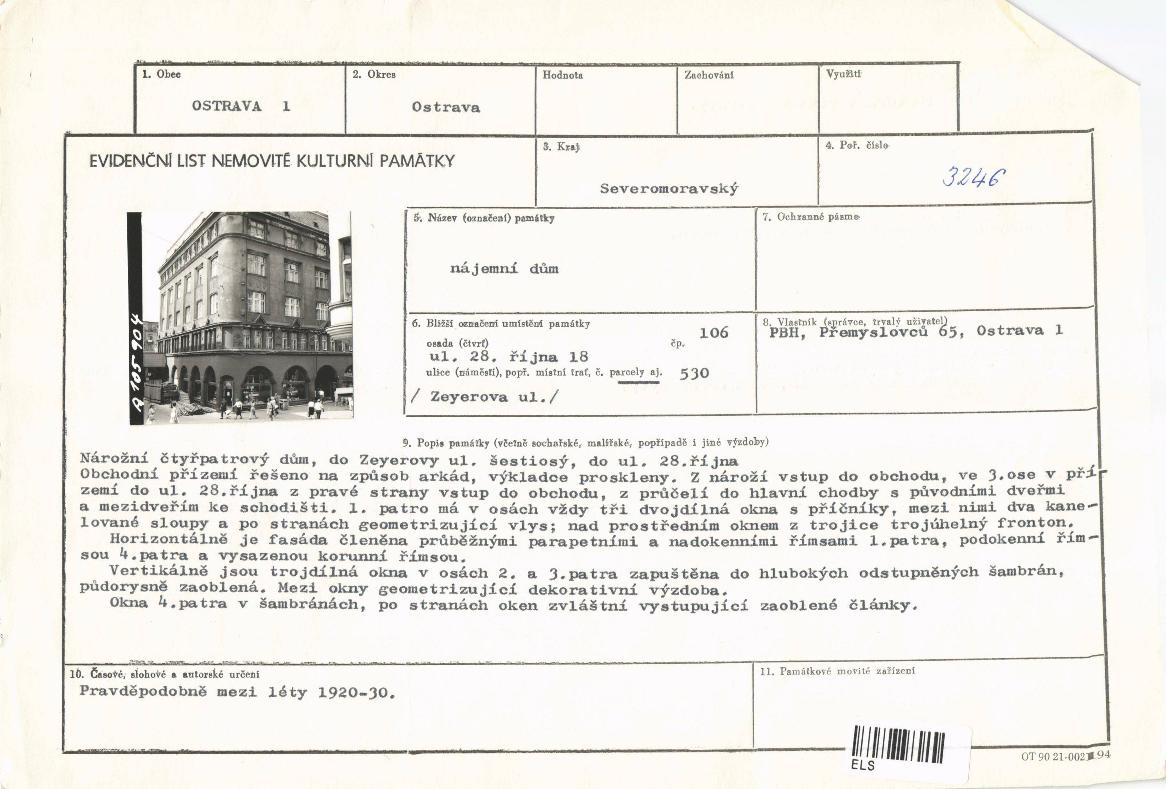 1. Obec
OSTRAVA 1
2. Okres
Ostrava
Hodnota
Zachování
Využití
EVIDENČNÍ LIST NEMOVITÉ KULTURNÍ PAMÁTKY
3. Kraj
Severomoravský
4. Poř. číslo
3246
A 105 904
5. Název (označení) památky
nájemní dům
7. Ochranné pásmo
6. Bližší označení umístění památky
osada (čtvrť) čp. 106
ul. 28. října 18
ulice (náměstí), popř. místní trať, č. parcely aj. 530
/ Zeyerova ul./
8. Vlastník (správce, trvalý uživatel)
PBH, Přemyslovců 65, Ostrava 1
9. Popis památky (včetně sochařské, malířské, popřípadě i jiné výzdoby)
Nárožní čtyřpatrový dům, do Zeyerovy ul. šestiosý, do ul. 28.října
Obchodní přízemí řešeno na způsob arkád, výkladce proskleny. Z nároží vstup do obchodu, ve 3.ose v pří-
zemí do ul. 28.října z pravé strany vstup do obchodu, z průčelí do hlavní chodby s původními dveřmi
a mezidveřím ke schodišti. 1. patro má v osách vždy tři dvojdílná okna s příčníky, mezi nimi dva kane-
lované sloupy a po stranách geometrizující vlys; nad prostředním oknem z trojice trojúhelný fronton.
Horizontálně je fasáda členěna průběžnými parapetními a nadokenními římsami 1.patra, podokenní řím-
sou 4.patra a vysazenou korunní římsou.
Vertikálně jsou trojdílná okna v osách 2. a 3.patra zapuštěna do hlubokých odstupněných šambrán,
půdorysně zaoblená. Mezi okny geometrizující dekorativní výzdoba.
Okna 4.patra v šambránách, po stranách oken zvláštní vystupující zaoblené články.
10. Časové, slohové a autorské určení
Pravděpodobně mezi léty 1920-30.
11. Památkové movité zařízení
ELS
OT 90 21-002 94